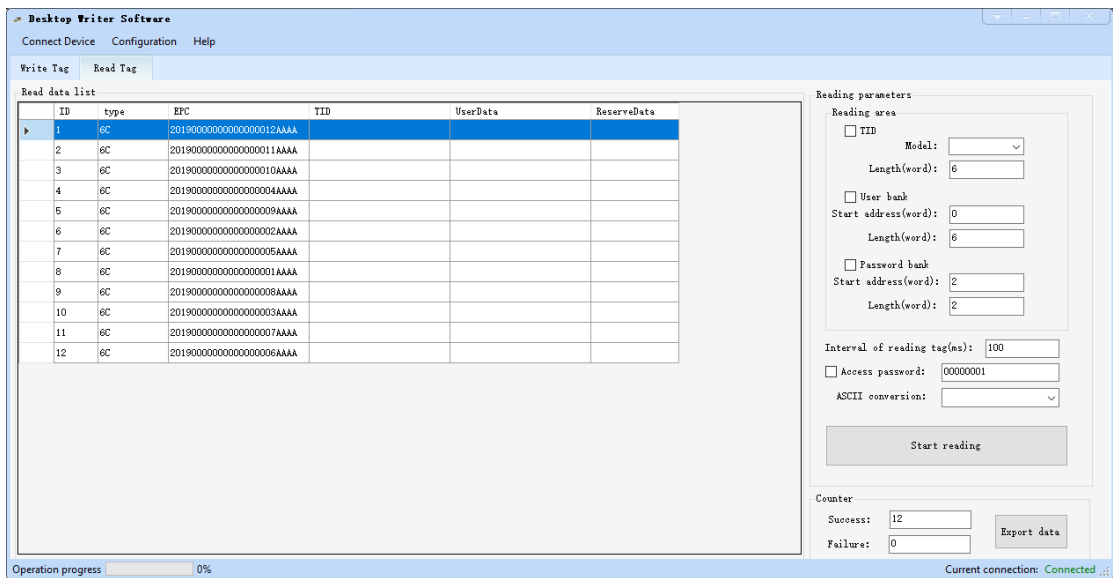 Desktop Writer Software
Connect Device Configuration Help
Write Tag Read Tag
Read data list
ID type EPC TID UserData ReserveData
1 6C 20190000000000000012AAAA
2 6C 20190000000000000011AAAA
3 6C 20190000000000000010AAAA
4 6C 20190000000000000004AAAA
5 6C 20190000000000000009AAAA
6 6C 20190000000000000002AAAA
7 6C 20190000000000000005AAAA
8 6C 20190000000000000001AAAA
9 6C 20190000000000000008AAAA
10 6C 20190000000000000003AAAA
11 6C 20190000000000000007AAAA
12 6C 20190000000000000006AAAA
Reading parameters
Reading area
TID
Model:
Length(word): 6
User bank
Start address(word): 0
Length(word): 6
Password bank
Start address(word): 2
Length(word): 2
Interval of reading tag(ms): 100
Access password: 00000001
ASCII conversion:
Start reading
Counter
Success: 12
Failure: 0
Export data
Operation progress 0% Current connection: Connected